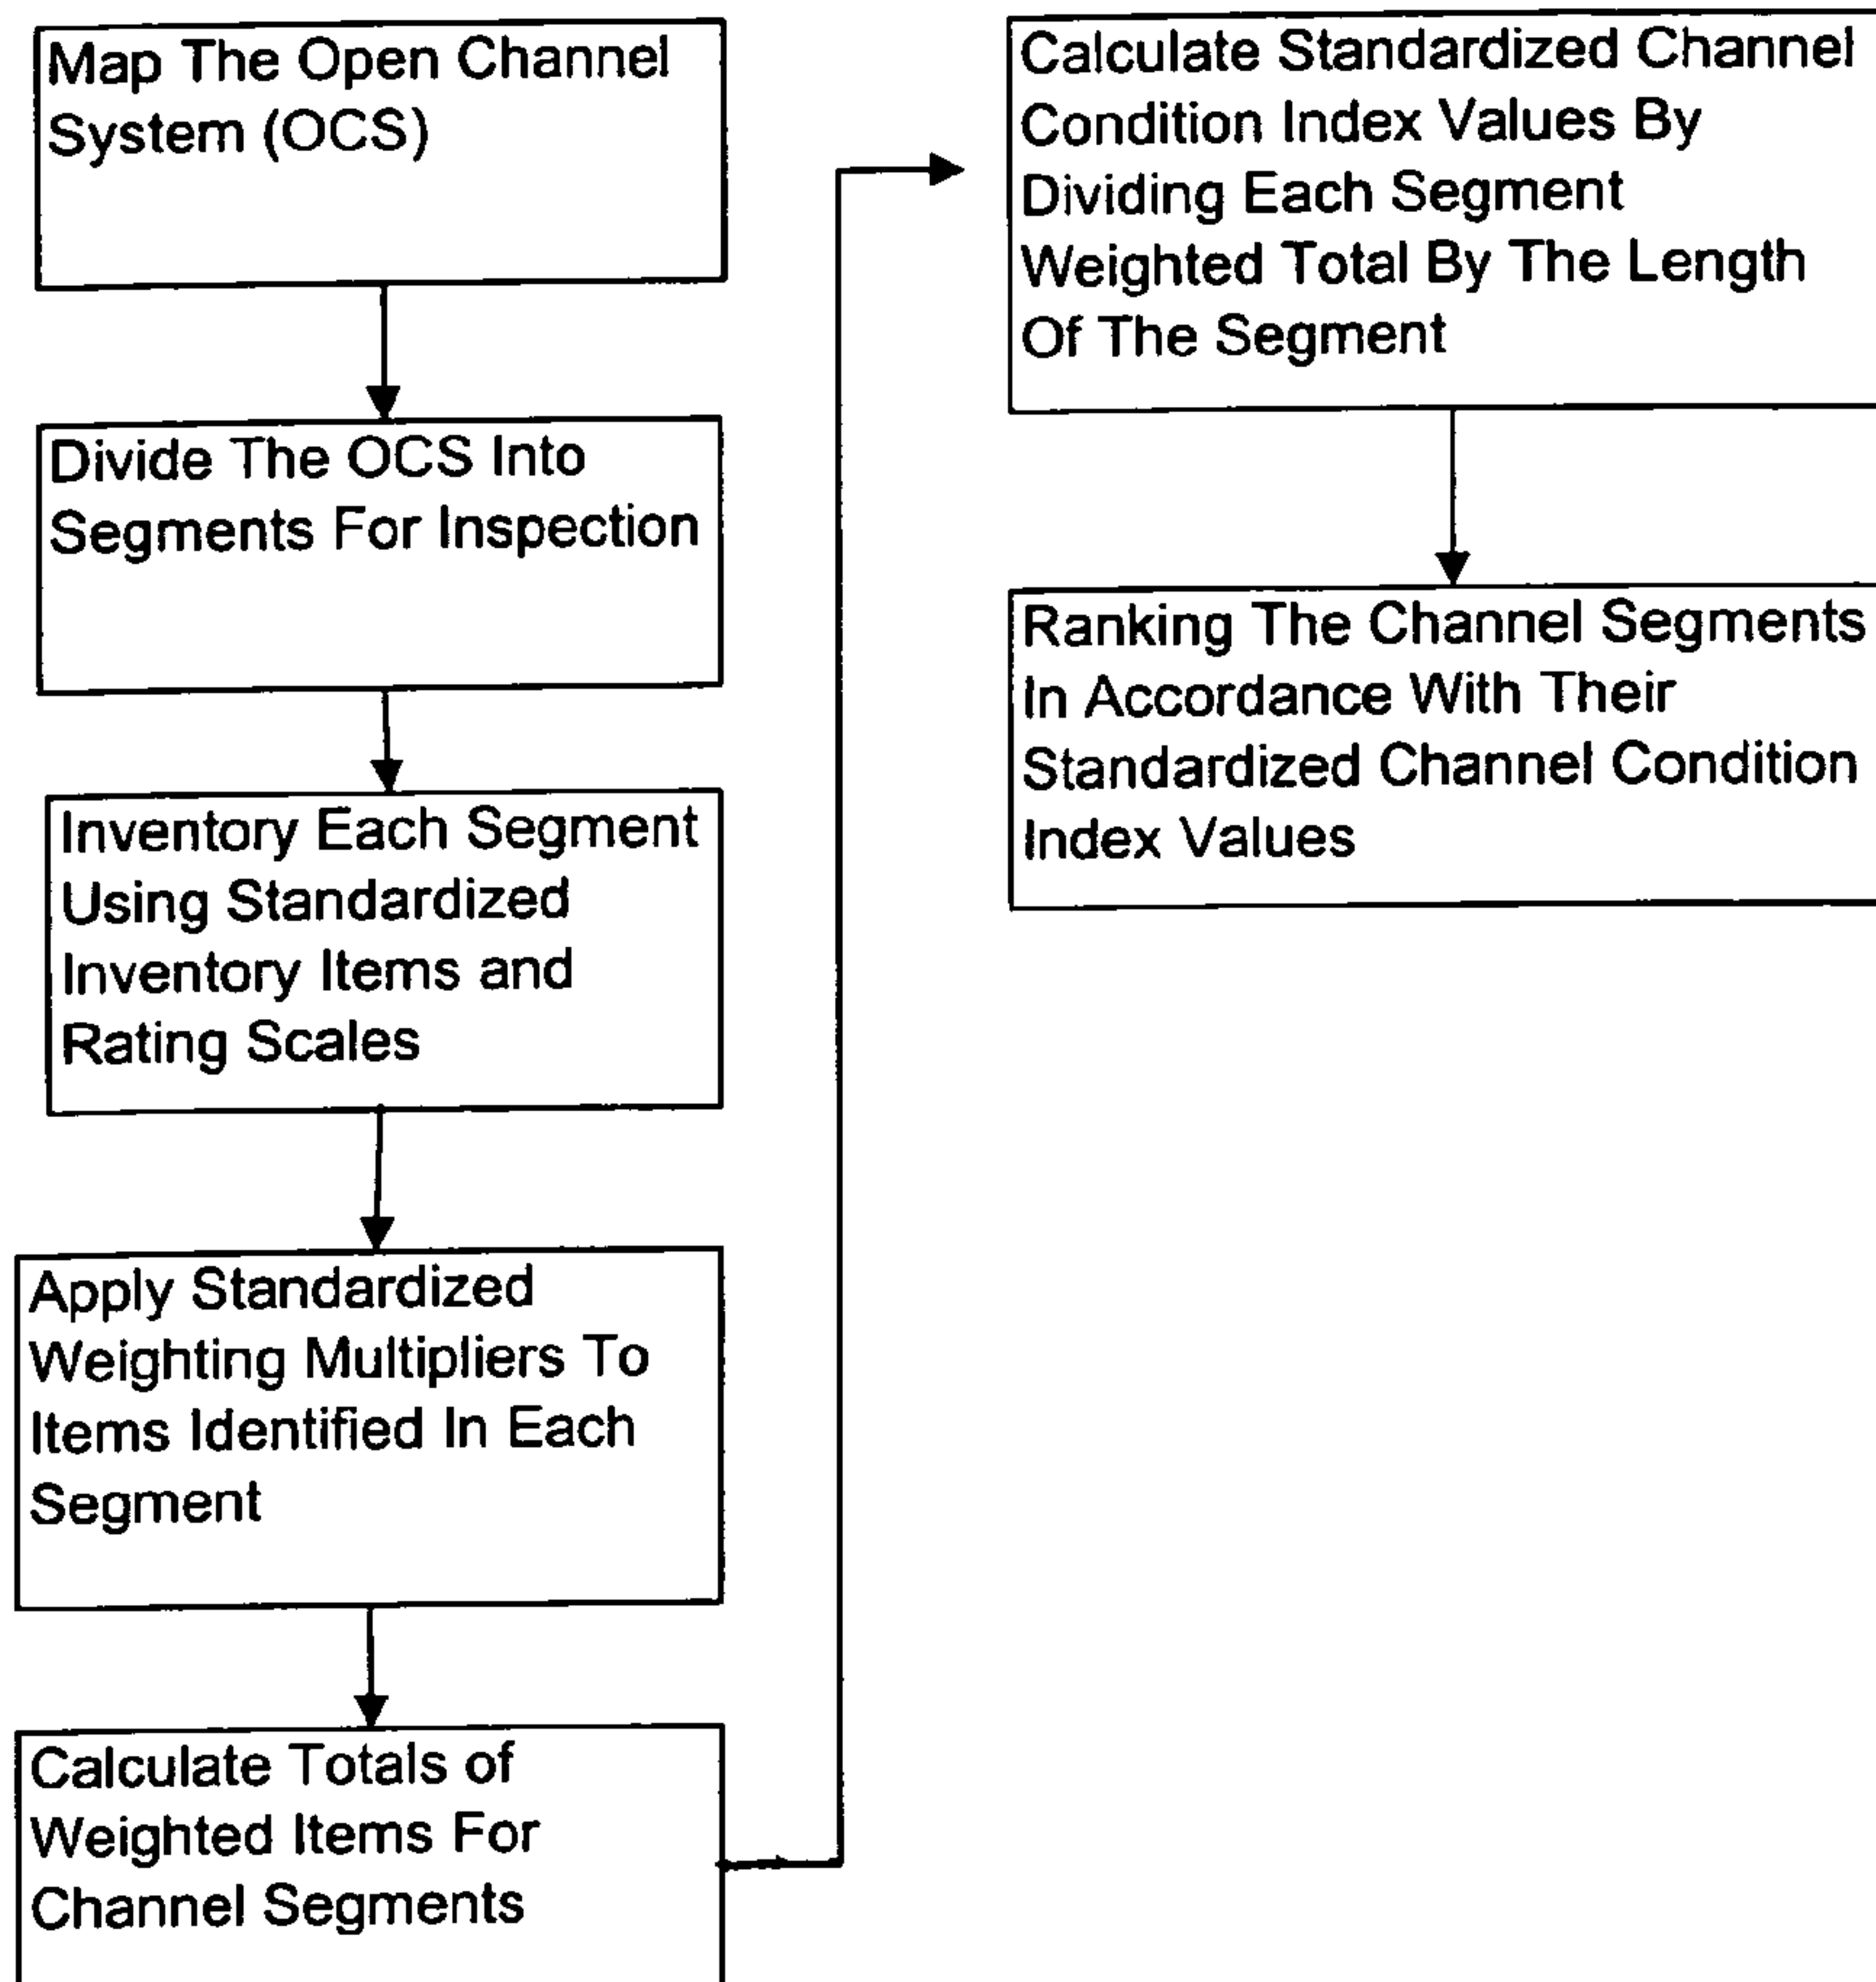 Map The Open Channel
System (OCS)
Divide The OCS Into
Segments For Inspection
Inventory Each Segment
Using Standardized
Inventory Items and
Rating Scales
Apply Standardized
Weighting Multipliers To
Items Identified In Each
Segment
Calculate Totals of
Weighted Items For
Channel Segments
Calculate Standardized Channel
Condition Index Values By
Dividing Each Segment
Weighted Total By The Length
Of The Segment
Ranking The Channel Segments
In Accordance With Their
Standardized Channel Condition
Index Values